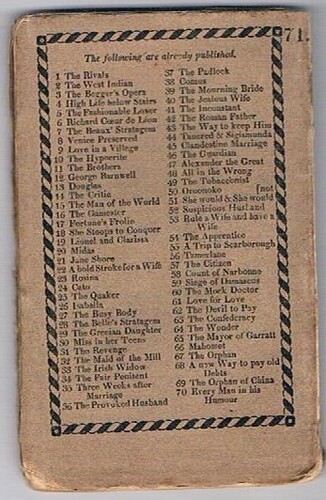 71.
The following are already published.
1 The Rivals
2 The West Indian
3 The Beggar's Opera
4 High Life below Stairs
5 The Fashionable Lover
6 Richard Cœur de Léon
7 The Beaux' Stratagem
8 Venice Preserved
9 Love in a Village
10 The Hypocrite
11 The Brothers
12 George Barnwell
13 Douglas
14 The Critic
15 The Man of the World
16 The Gamester
17 Fortune's Frolic
18 She Stoops to Conquer
19 Lionel and Clarissa
20 Midas
21 Jane Shore
22 A bold Stroke for a Wife
23 Rosina
24 Cato
25 The Quaker
26 Isabella
27 The Busy Body
28 The Belle's Stratagem
29 The Grecian Daughter
30 Miss in her Teens
31 The Revenge
32 The Maid of the Mill
33 The Irish Widow
34 The Fair Penitent
35 Three Weeks after
Marriage
36 The Provoked Husband
37 The Padlock
38 Comus
39 The Mourning Bride
40 The Jealous Wife
41 The Inconstant
42 The Roman Father
43 The Way to keep Him
44 Tancred & Sigismunda
45 Clandestine Marriage
46 The Guardian
47 Alexander the Great
48 All in the Wrong
49 The Tobacconist
50 Oroonoko [not
51 She would & She would
52 Suspicious Husband
53 Rule a Wife and have a
Wife
54 The Apprentice
55 A Trip to Scarborough
56 Tamerlane
57 The Citizen
58 Count of Narbonne
59 Siege of Damascus
60 The Mock Doctor
61 Love for Love
62 The Devil to Pay
63 The Confederacy
64 The Wonder
65 The Mayor of Garratt
66 Mahomet
67 The Orphan
68 A new Way to pay old
Debts
69 The Orphan of China
70 Every Man in his
Humour